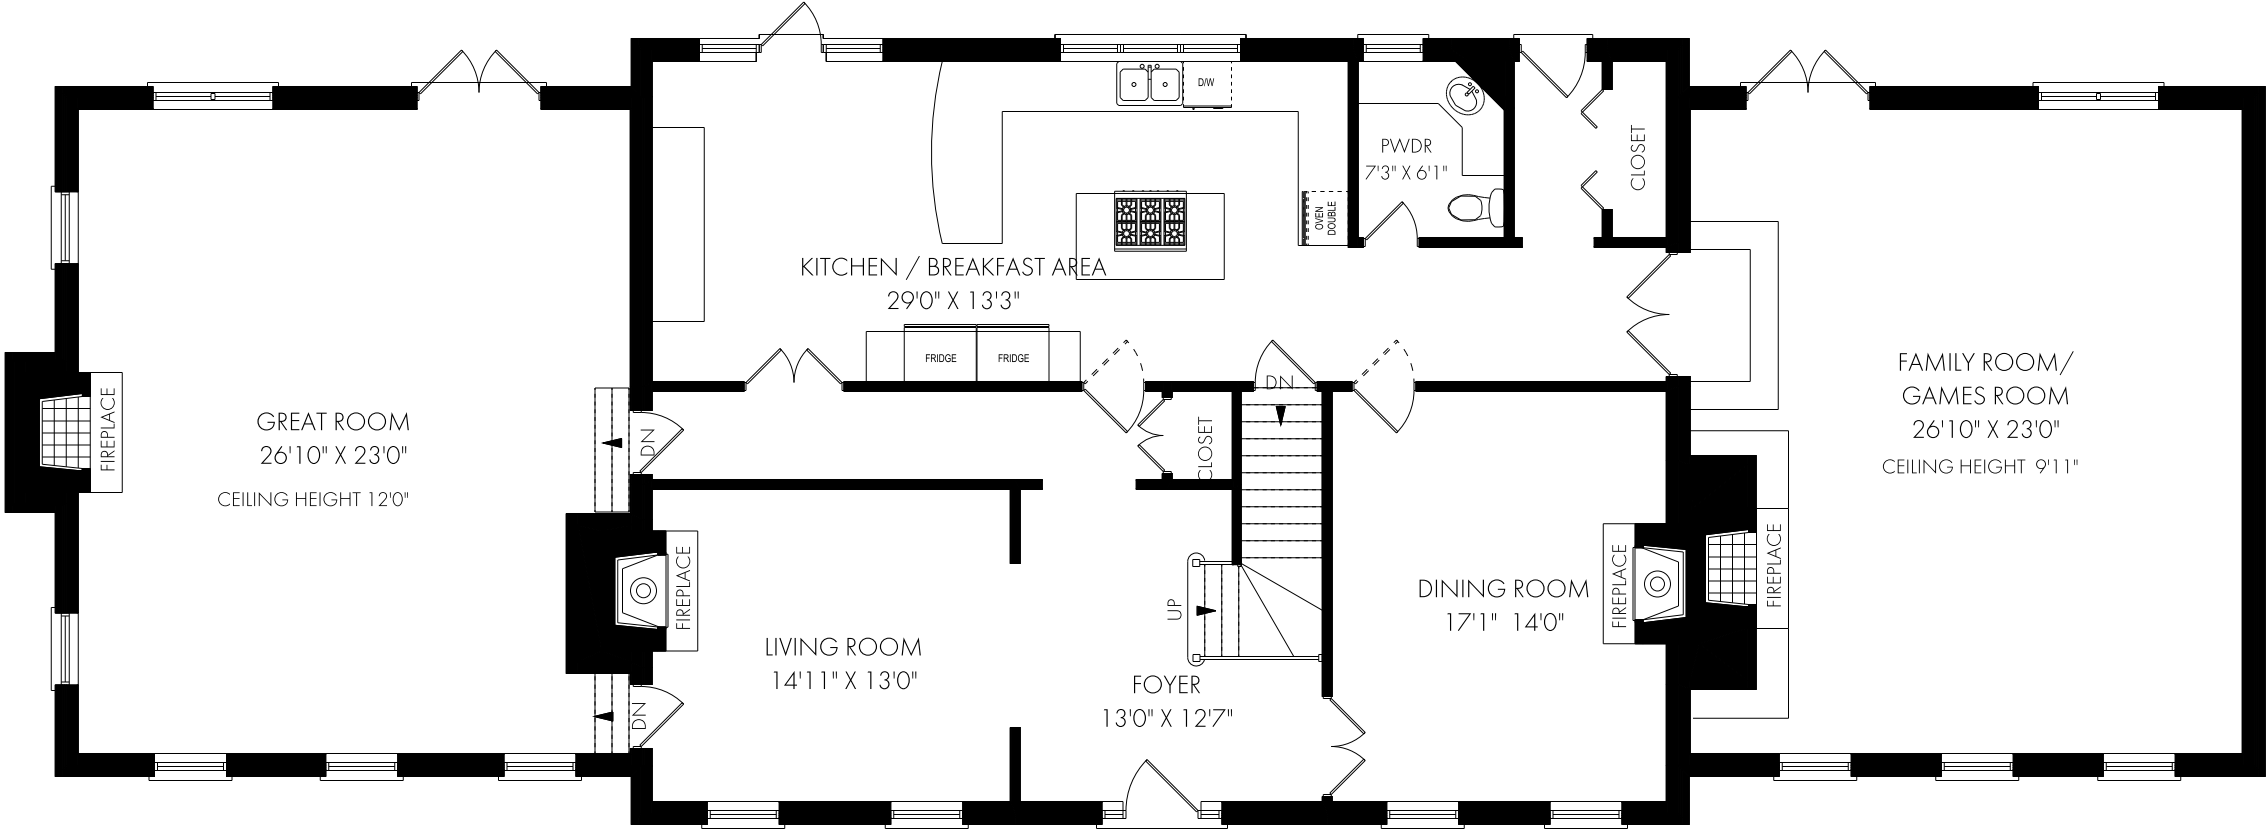 GREAT ROOM
26'10" X 23'0"
CEILING HEIGHT 12'0"
FIREPLACE
DN
DN
KITCHEN / BREAKFAST AREA
29'0" X 13'3"
D/W
OVEN
DOUBLE
FRIDGE
FRIDGE
PWDR
7'3" X 6'1"
CLOSET
DN
CLOSET
FIREPLACE
LIVING ROOM
14'11" X 13'0"
UP
FOYER
13'0" X 12'7"
DINING ROOM
17'1" 14'0"
FIREPLACE
FIREPLACE
FAMILY ROOM/
GAMES ROOM
26'10" X 23'0"
CEILING HEIGHT 9'11"